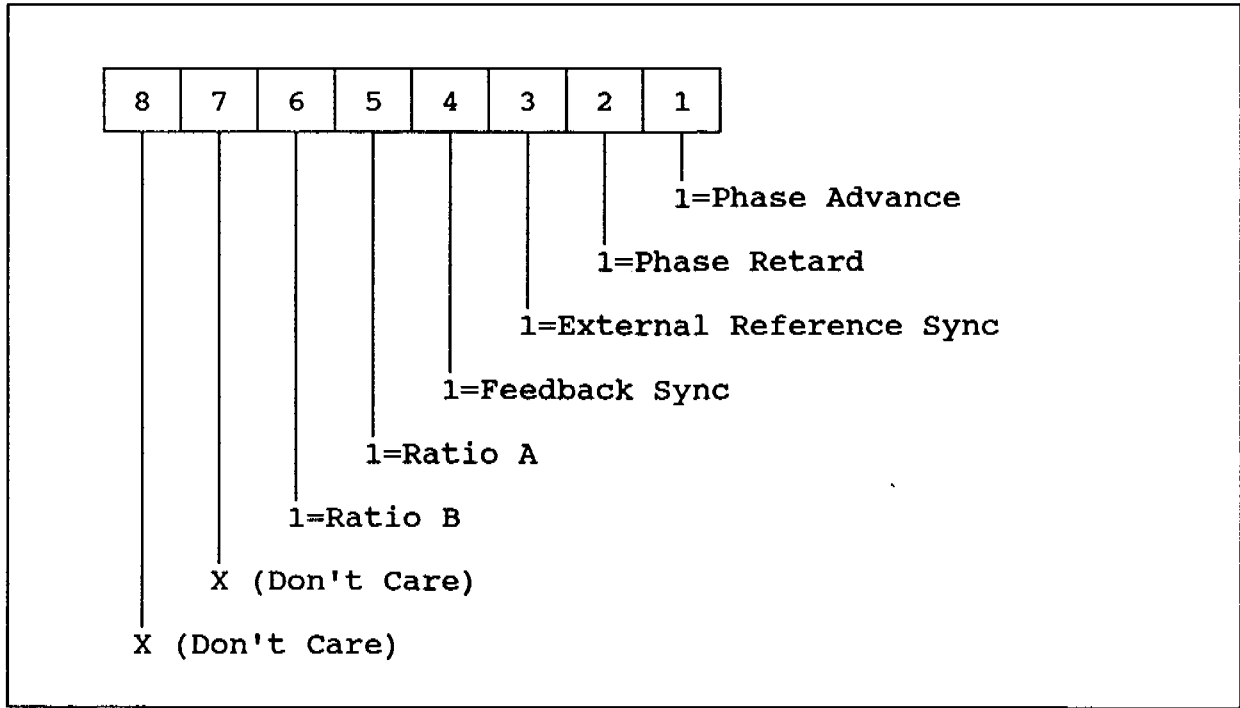 8 7 6 5 4 3 2 1
1=Phase Advance
1=Phase Retard
1=External Reference Sync
1=Feedback Sync
1=Ratio A
1=Ratio B
X (Don't Care)
X (Don't Care)